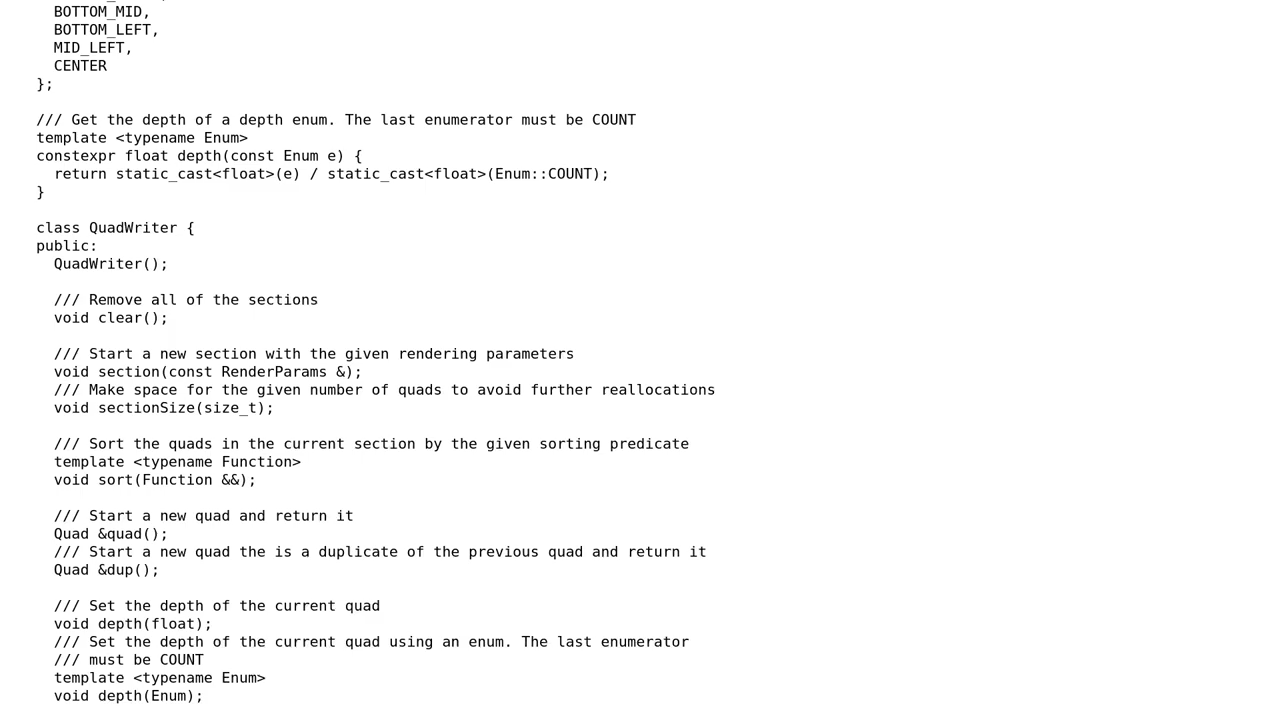 BOTTOM_MID,
BOTTOM_LEFT,
MID_LEFT,
CENTER
};

/// Get the depth of a depth enum. The last enumerator must be COUNT
template <typename Enum>
constexpr float depth(const Enum e) {
  return static_cast<float>(e) / static_cast<float>(Enum::COUNT);
}

class QuadWriter {
public:
  QuadWriter();

  /// Remove all of the sections
  void clear();

  /// Start a new section with the given rendering parameters
  void section(const RenderParams &);
  /// Make space for the given number of quads to avoid further reallocations
  void sectionSize(size_t);

  /// Sort the quads in the current section by the given sorting predicate
  template <typename Function>
  void sort(Function &&);

  /// Start a new quad and return it
  Quad &quad();
  /// Start a new quad the is a duplicate of the previous quad and return it
  Quad &dup();

  /// Set the depth of the current quad
  void depth(float);
  /// Set the depth of the current quad using an enum. The last enumerator
  /// must be COUNT
  template <typename Enum>
  void depth(Enum);